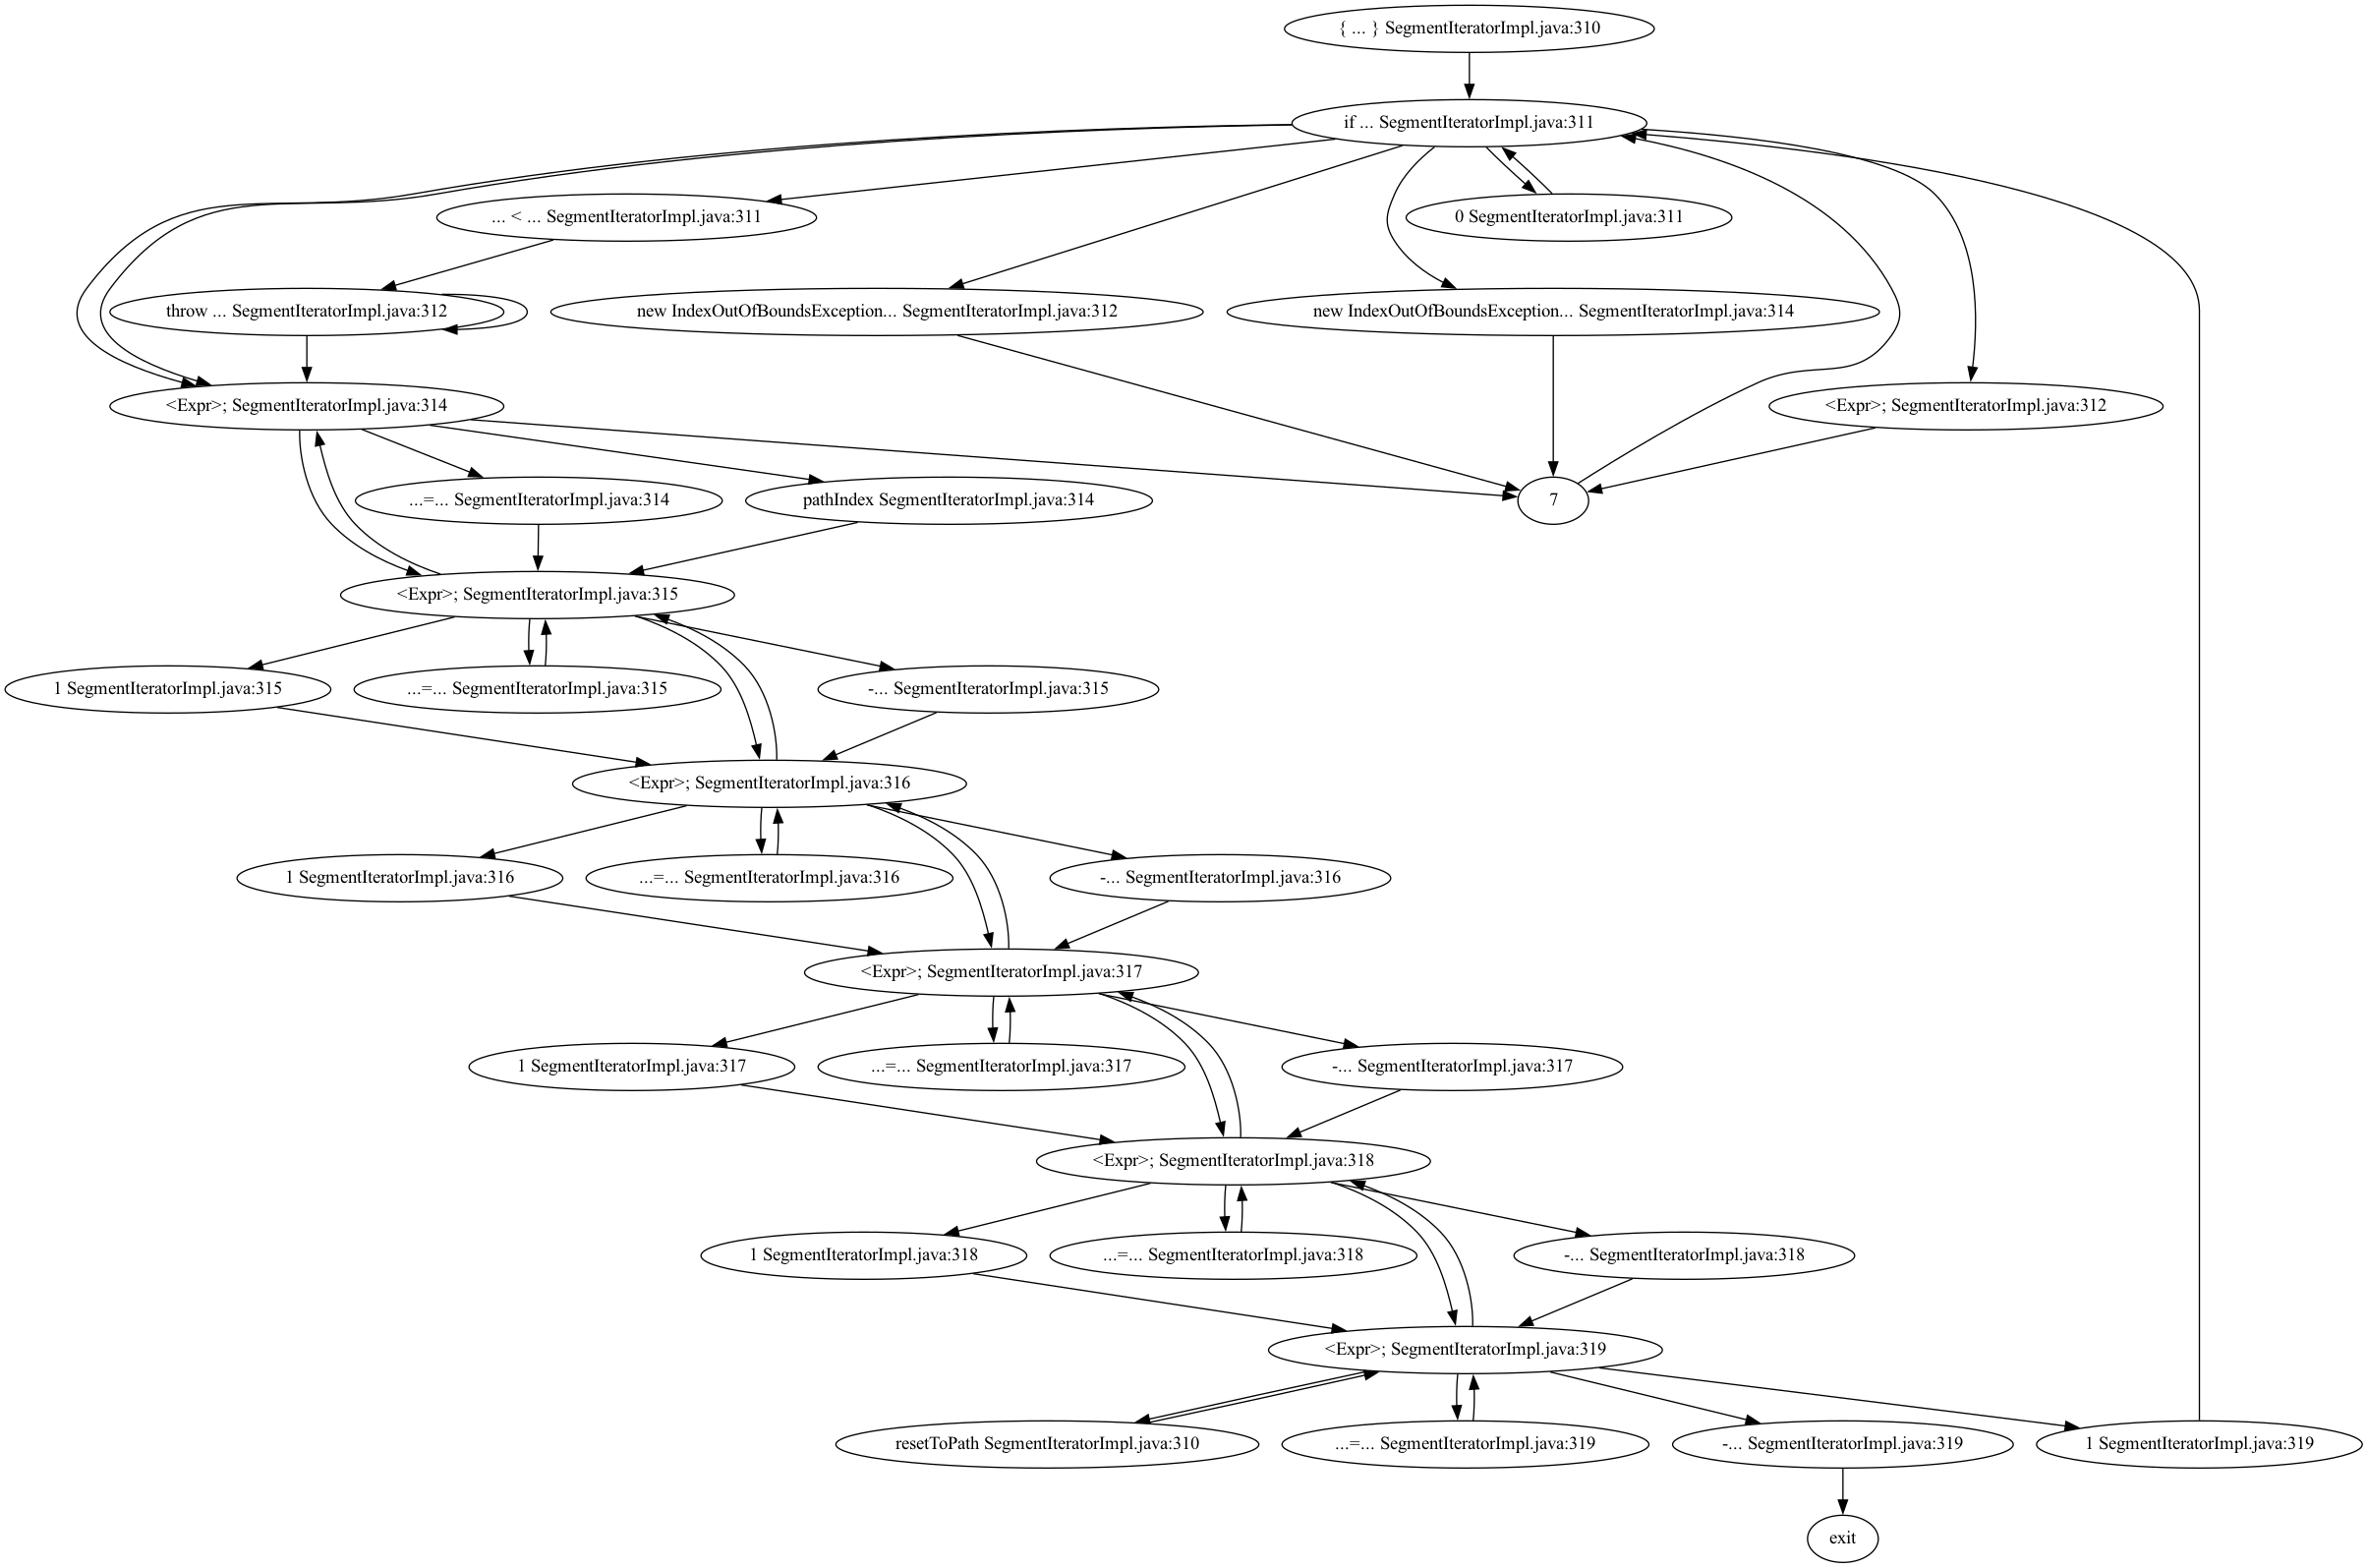 { ... } SegmentIteratorImpl.java:310
if ... SegmentIteratorImpl.java:311
... < ... SegmentIteratorImpl.java:311
0 SegmentIteratorImpl.java:311
throw ... SegmentIteratorImpl.java:312
new IndexOutOfBoundsException... SegmentIteratorImpl.java:312
new IndexOutOfBoundsException... SegmentIteratorImpl.java:314
<Expr>; SegmentIteratorImpl.java:314
<Expr>; SegmentIteratorImpl.java:312
...=... SegmentIteratorImpl.java:314
pathIndex SegmentIteratorImpl.java:314
7
<Expr>; SegmentIteratorImpl.java:315
1 SegmentIteratorImpl.java:315
...=... SegmentIteratorImpl.java:315
-... SegmentIteratorImpl.java:315
<Expr>; SegmentIteratorImpl.java:316
1 SegmentIteratorImpl.java:316
...=... SegmentIteratorImpl.java:316
-... SegmentIteratorImpl.java:316
<Expr>; SegmentIteratorImpl.java:317
1 SegmentIteratorImpl.java:317
...=... SegmentIteratorImpl.java:317
-... SegmentIteratorImpl.java:317
<Expr>; SegmentIteratorImpl.java:318
1 SegmentIteratorImpl.java:318
...=... SegmentIteratorImpl.java:318
-... SegmentIteratorImpl.java:318
<Expr>; SegmentIteratorImpl.java:319
resetToPath SegmentIteratorImpl.java:310
...=... SegmentIteratorImpl.java:319
-... SegmentIteratorImpl.java:319
1 SegmentIteratorImpl.java:319
exit